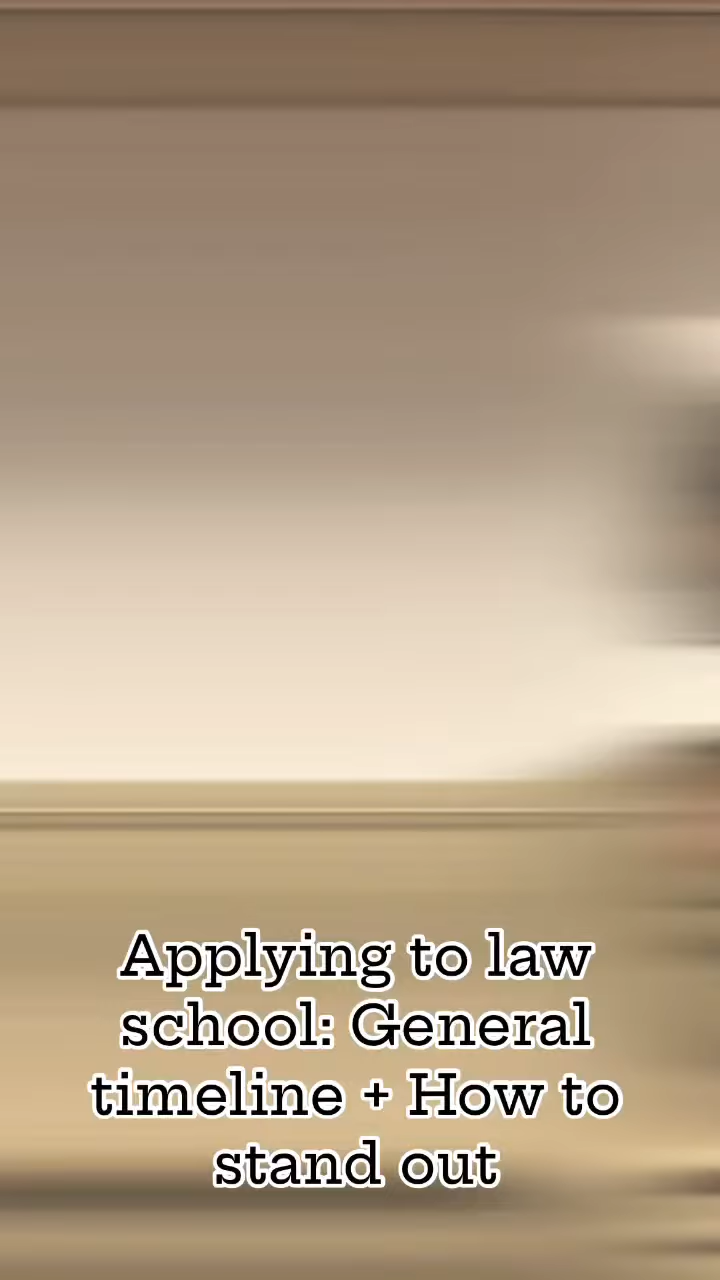 Applying to law
school: General
timeline + How to
stand out